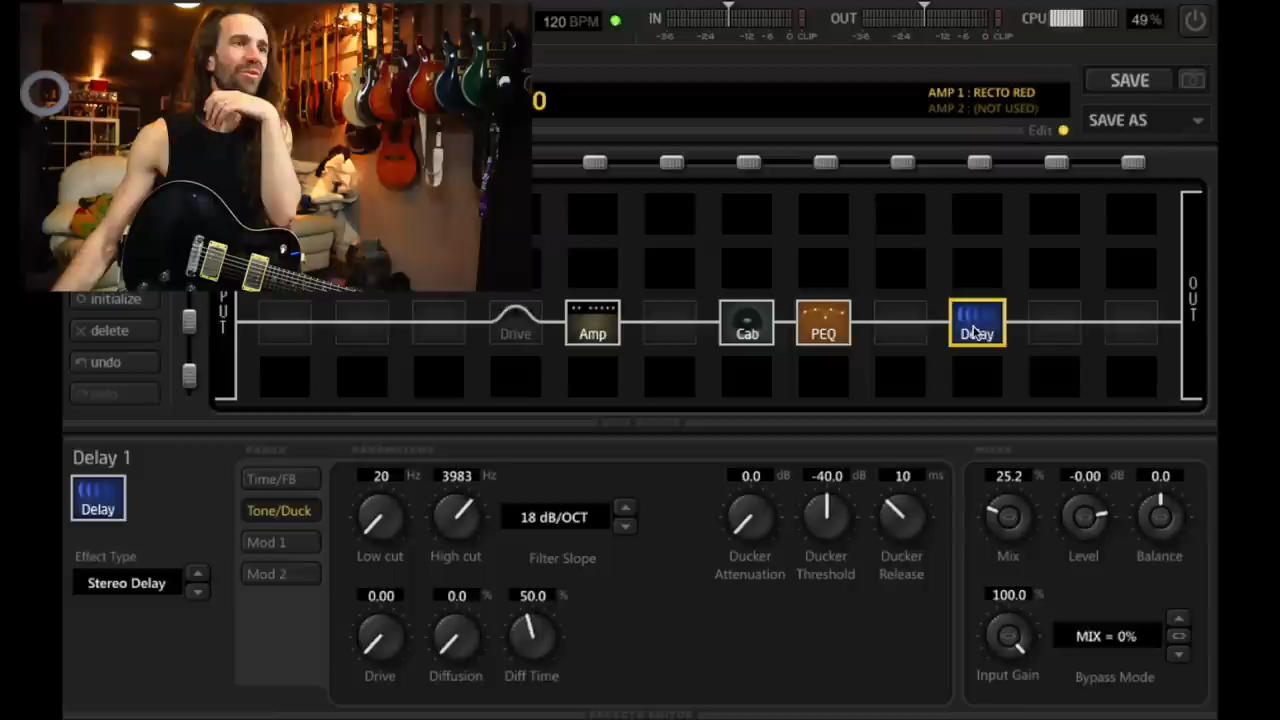 120 BPM
IN
-36 -24 -12 -6 0 CLIP
OUT
-36 -24 -12 -6 0 CLIP
CPU
49 %
0
AMP 1 : RECTO RED
AMP 2 : (NOT USED)
Edit
SAVE
SAVE AS
initialize
delete
undo
PUT
Drive
Amp
Cab
PEQ
Delay
OUT
Delay 1
Delay
Effect Type
Stereo Delay
Time/FB
Tone/Duck
Mod 1
Mod 2
PARAMETERS
20 Hz
3983 Hz
Low cut
High cut
18 dB/OCT
Filter Slope
0.0 dB
-40.0 dB
10 ms
Ducker Attenuation
Ducker Threshold
Ducker Release
0.00
0.0 %
50.0 %
Drive
Diffusion
Diff Time
25.2 %
-0.00 dB
0.0
Mix
Level
Balance
100.0 %
Input Gain
MIX = 0%
Bypass Mode
EFFECTS EDITOR